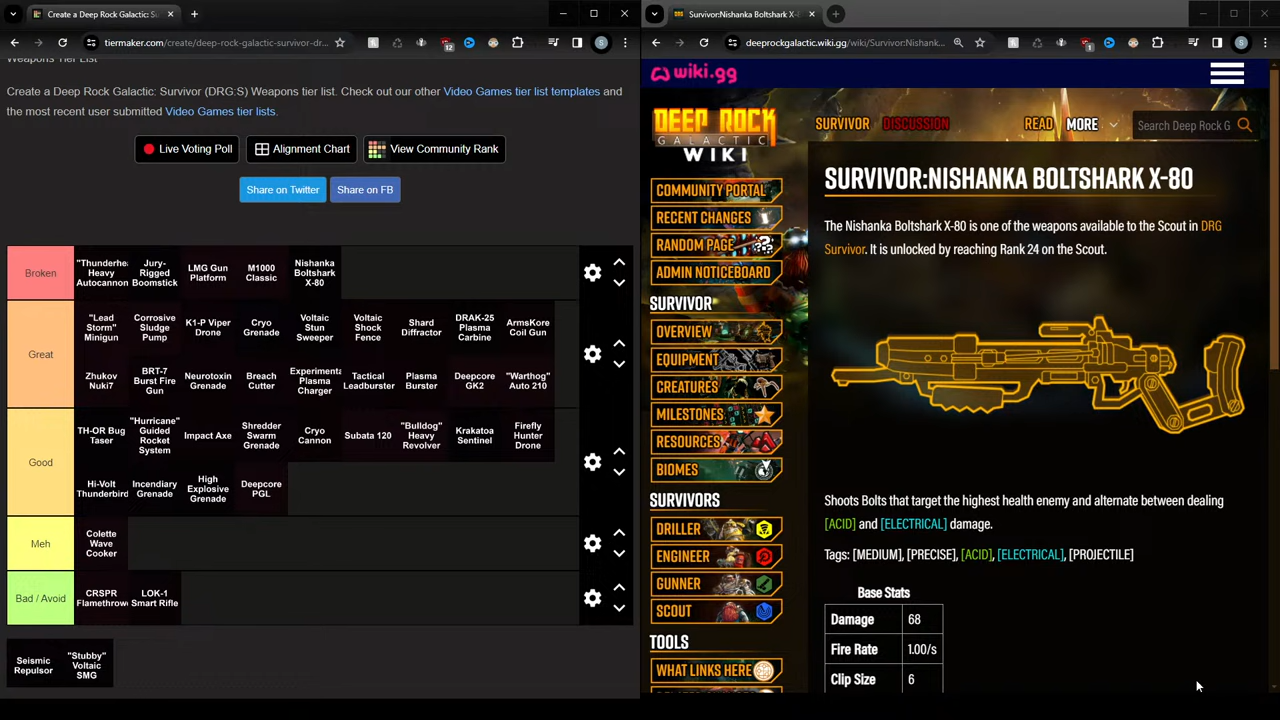 Create a Deep Rock Galactic: Su
tiermaker.com/create/deep-rock-galactic-survivor-dr...
12
S
Weapons Tier List
Create a Deep Rock Galactic: Survivor (DRG:S) Weapons tier list. Check out our other Video Games tier list templates and
the most recent user submitted Video Games tier lists.
Live Voting Poll
Alignment Chart
View Community Rank
Share on Twitter
Share on FB
Broken
"Thunderhe
Heavy
Autocannon
Jury-
Rigged
Boomstick
LMG Gun
Platform
M1000
Classic
Nishanka
Boltshark
X-80
Great
"Lead
Storm"
Minigun
Corrosive
Sludge
Pump
K1-P Viper
Drone
Cryo
Grenade
Voltaic
Stun
Sweeper
Voltaic
Shock
Fence
Shard
Diffractor
DRAK-25
Plasma
Carbine
ArmsKore
Coil Gun
Zhukov
Nuki7
BRT-7
Burst Fire
Gun
Neurotoxin
Grenade
Breach
Cutter
Experimenta
Plasma
Charger
Tactical
Leadburster
Plasma
Burster
Deepcore
GK2
"Warthog"
Auto 210
Good
TH-OR Bug
Taser
"Hurricane"
Guided
Rocket
System
Impact Axe
Shredder
Swarm
Grenade
Cryo
Cannon
Subata 120
"Bulldog"
Heavy
Revolver
Krakatoa
Sentinel
Firefly
Hunter
Drone
Hi-Volt
Thunderbird
Incendiary
Grenade
High
Explosive
Grenade
Deepcore
PGL
Meh
Colette
Wave
Cooker
Bad / Avoid
CRSPR
Flamethrow
LOK-1
Smart Rifle
Seismic
Repulsor
"Stubby"
Voltaic
SMG
Survivor:Nishanka Boltshark X-
deeprockgalactic.wiki.gg/wiki/Survivor:Nishank...
1
S
wiki.gg
DEEP ROCK
GALACTIC
WIKI
SURVIVOR
DISCUSSION
READ
MORE
Search Deep Rock G
COMMUNITY PORTAL
RECENT CHANGES
RANDOM PAGE
ADMIN NOTICEBOARD
SURVIVOR
OVERVIEW
EQUIPMENT
CREATURES
MILESTONES
RESOURCES
BIOMES
SURVIVORS
DRILLER
ENGINEER
GUNNER
SCOUT
TOOLS
WHAT LINKS HERE
SURVIVOR:NISHANKA BOLTSHARK X-80
The Nishanka Boltshark X-80 is one of the weapons available to the Scout in DRG
Survivor. It is unlocked by reaching Rank 24 on the Scout.
Shoots Bolts that target the highest health enemy and alternate between dealing
[ACID] and [ELECTRICAL] damage.
Tags: [MEDIUM], [PRECISE], [ACID], [ELECTRICAL], [PROJECTILE]
Base Stats
Damage 68
Fire Rate 1.00/s
Clip Size 6